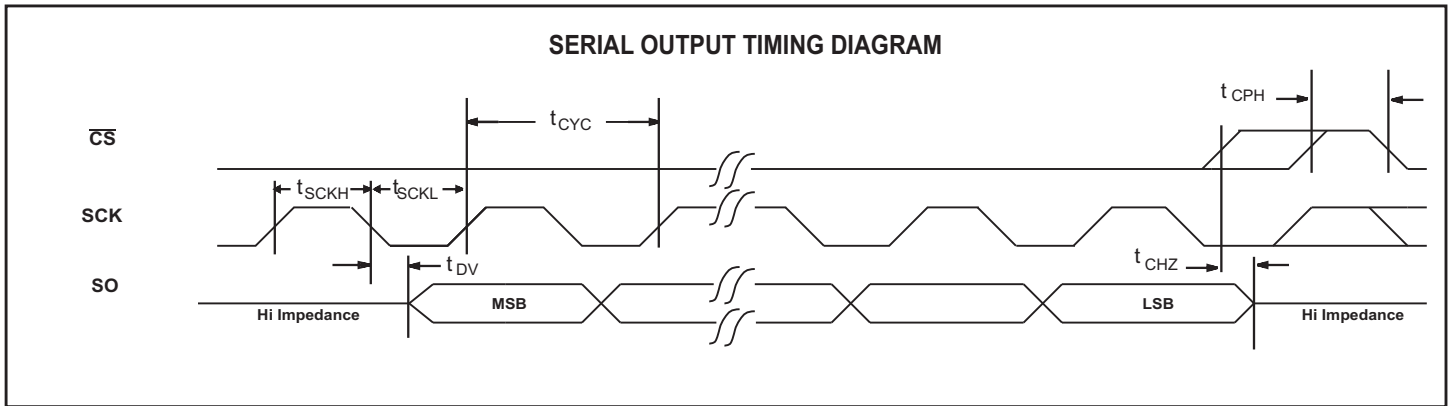 SERIAL OUTPUT TIMING DIAGRAM
t CPH
t CYC
CS
t SCKH
t SCKL
SCK
t DV
t CHZ
SO
MSB
LSB
Hi Impedance
Hi Impedance